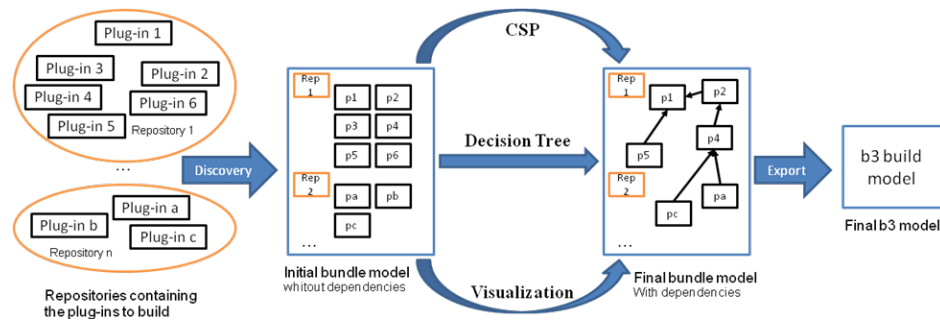 Plug-in 1
Plug-in 3
Plug-in 2
Plug-in 4
Plug-in 6
Plug-in 5
Repository 1
...
Plug-in a
Plug-in b
Plug-in c
Repository n
Repositories containing
the plug-ins to build
Discovery
Rep
1
p1 p2
p3 p4
p5 p6
Rep
2
pa pb
pc
...
Initial bundle model
whitout dependencies
CSP
Decision Tree
Visualization
Rep
1
p1
p2
p4
p5
Rep
2
pc
pa
...
Final bundle model
With dependencies
Export
b3 build
model
Final b3 model